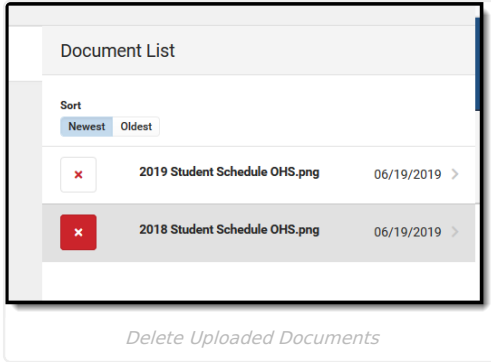 Document List
Sort
Newest Oldest
× 2019 Student Schedule OHS.png 06/19/2019 >
× 2018 Student Schedule OHS.png 06/19/2019 >
Delete Uploaded Documents